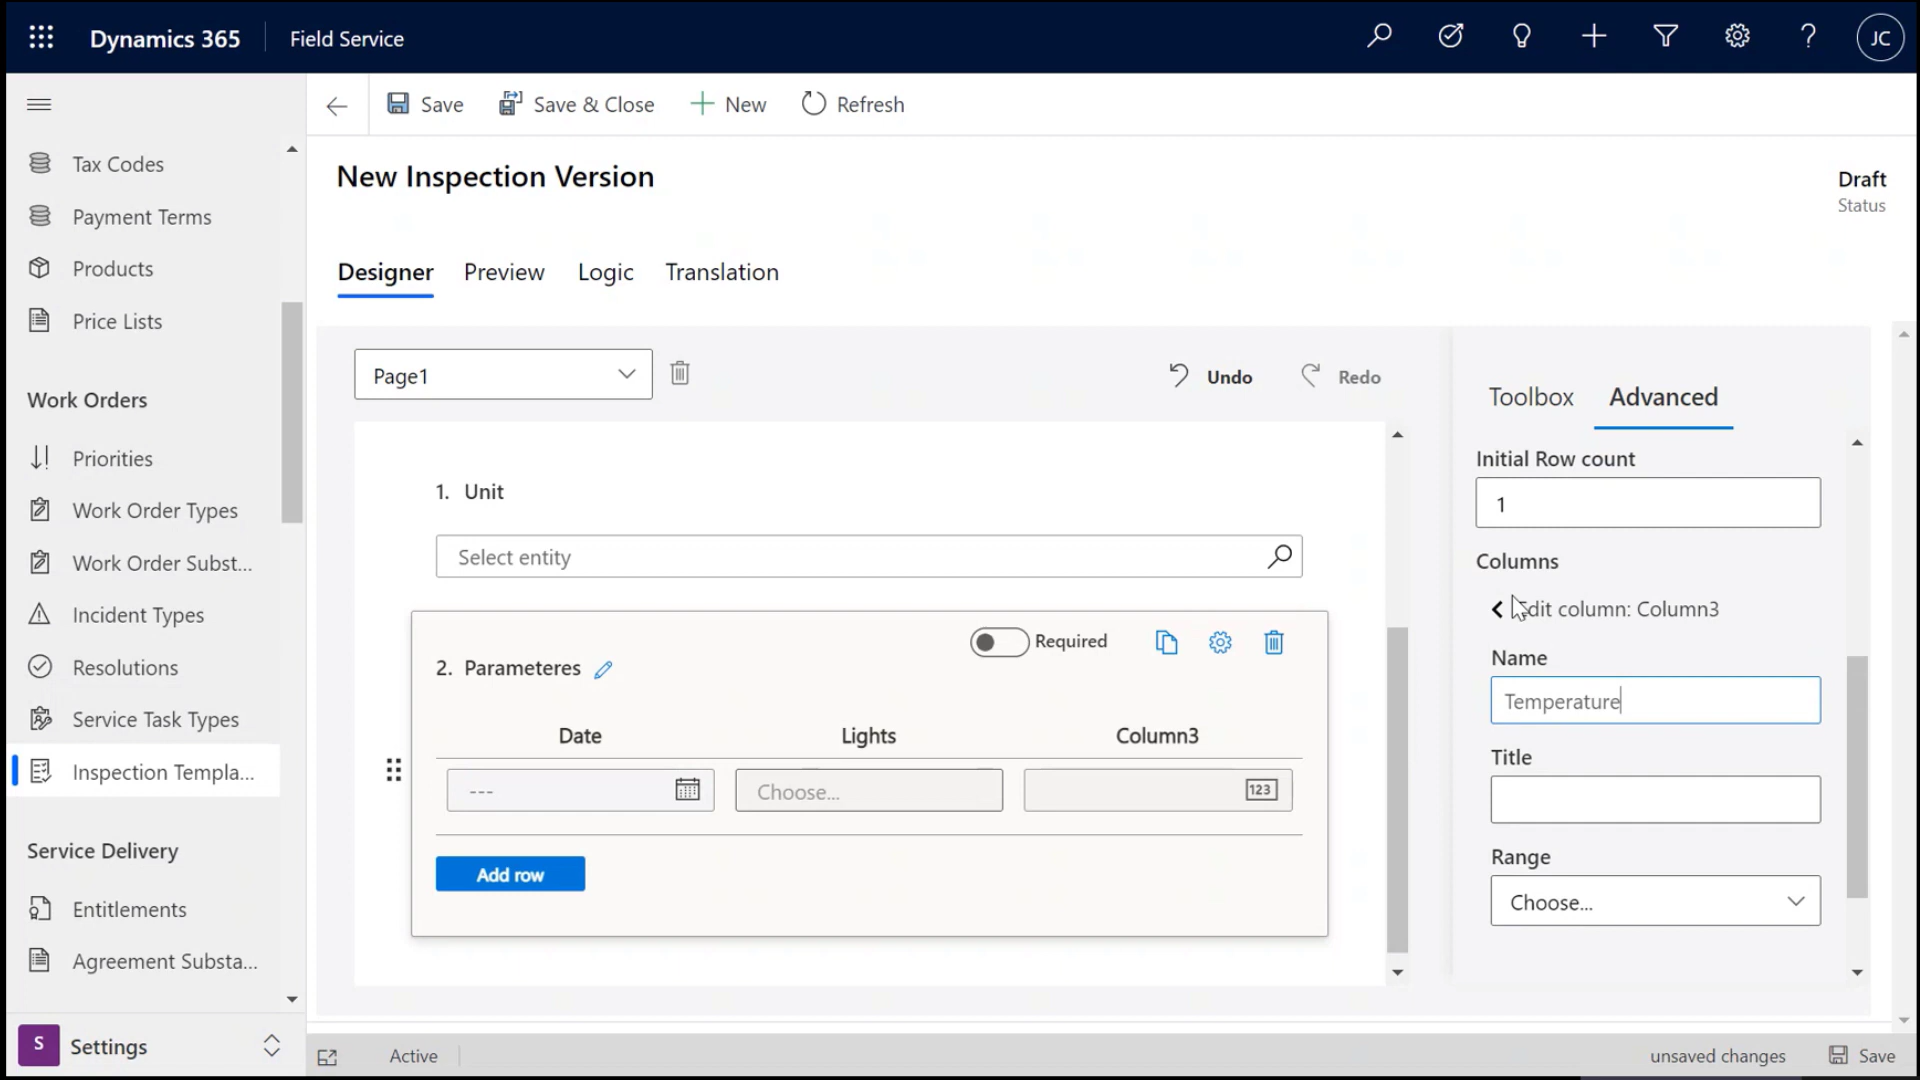 Dynamics 365
Field Service
JC
Save
Save & Close
New
Refresh
Tax Codes
Payment Terms
Products
Price Lists
Work Orders
Priorities
Work Order Types
Work Order Subst...
Incident Types
Resolutions
Service Task Types
Inspection Templa...
Service Delivery
Entitlements
Agreement Substa...
S
Settings
New Inspection Version
Draft
Status
Designer
Preview
Logic
Translation
Page1
Undo
Redo
1. Unit
Select entity
Required
2. Parameteres
Date
Lights
Column3
---
Choose...
123
Add row
Toolbox
Advanced
Initial Row count
1
Columns
Edit column: Column3
Name
Temperature
Title
Range
Choose...
Active
unsaved changes
Save